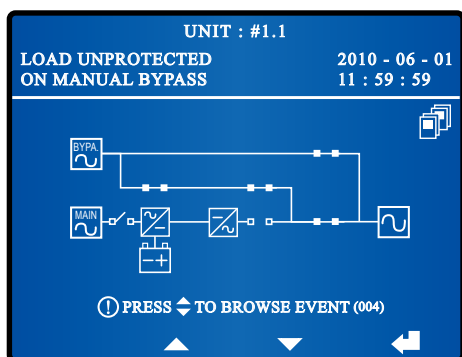 UNIT : #1.1
LOAD UNPROTECTED 2010 - 06 - 01
ON MANUAL BYPASS 11 : 59 : 59
BYPA.
MAIN
PRESS TO BROWSE EVENT (004)